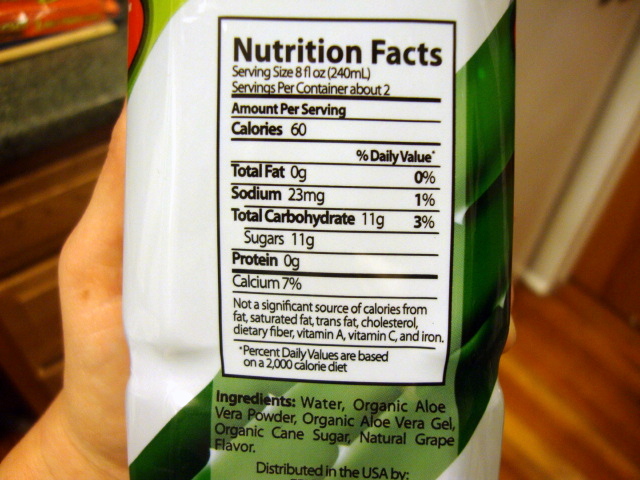 Nutrition Facts
Serving Size 8 fl oz (240mL)
Servings Per Container about 2
Amount Per Serving
Calories 60
% Daily Value*
Total Fat 0g 0%
Sodium 23mg 1%
Total Carbohydrate 11g 3%
Sugars 11g
Protein 0g
Calcium 7%
Not a significant source of calories from
fat, saturated fat, trans fat, cholesterol,
dietary fiber, vitamin A, vitamin C, and iron.
*Percent Daily Values are based
on a 2,000 calorie diet
Ingredients: Water, Organic Aloe
Vera Powder, Organic Aloe Vera Gel,
Organic Cane Sugar, Natural Grape
Flavor.
Distributed in the USA by: